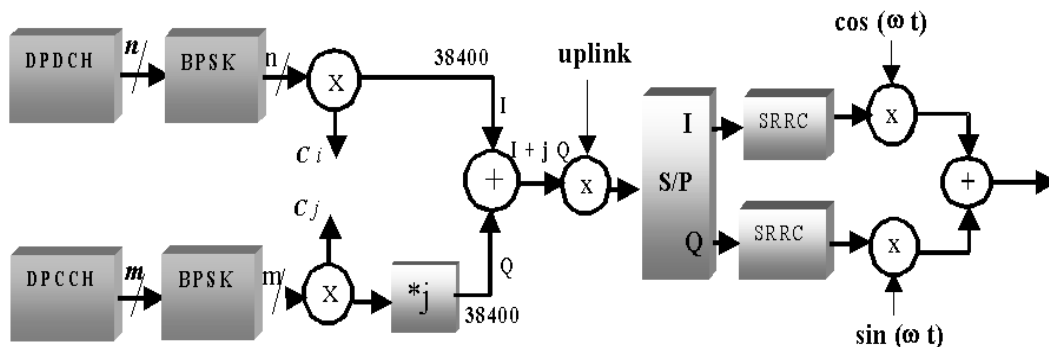 DPDCH
n
BPSK
n
x
38400
I
C i
uplink
I + j Q
+
x
S/P
I
Q
SRRC
SRRC
cos (ω t)
x
+
x
sin (ω t)
C j
DPCCH
m
BPSK
m
x
*j
Q
38400